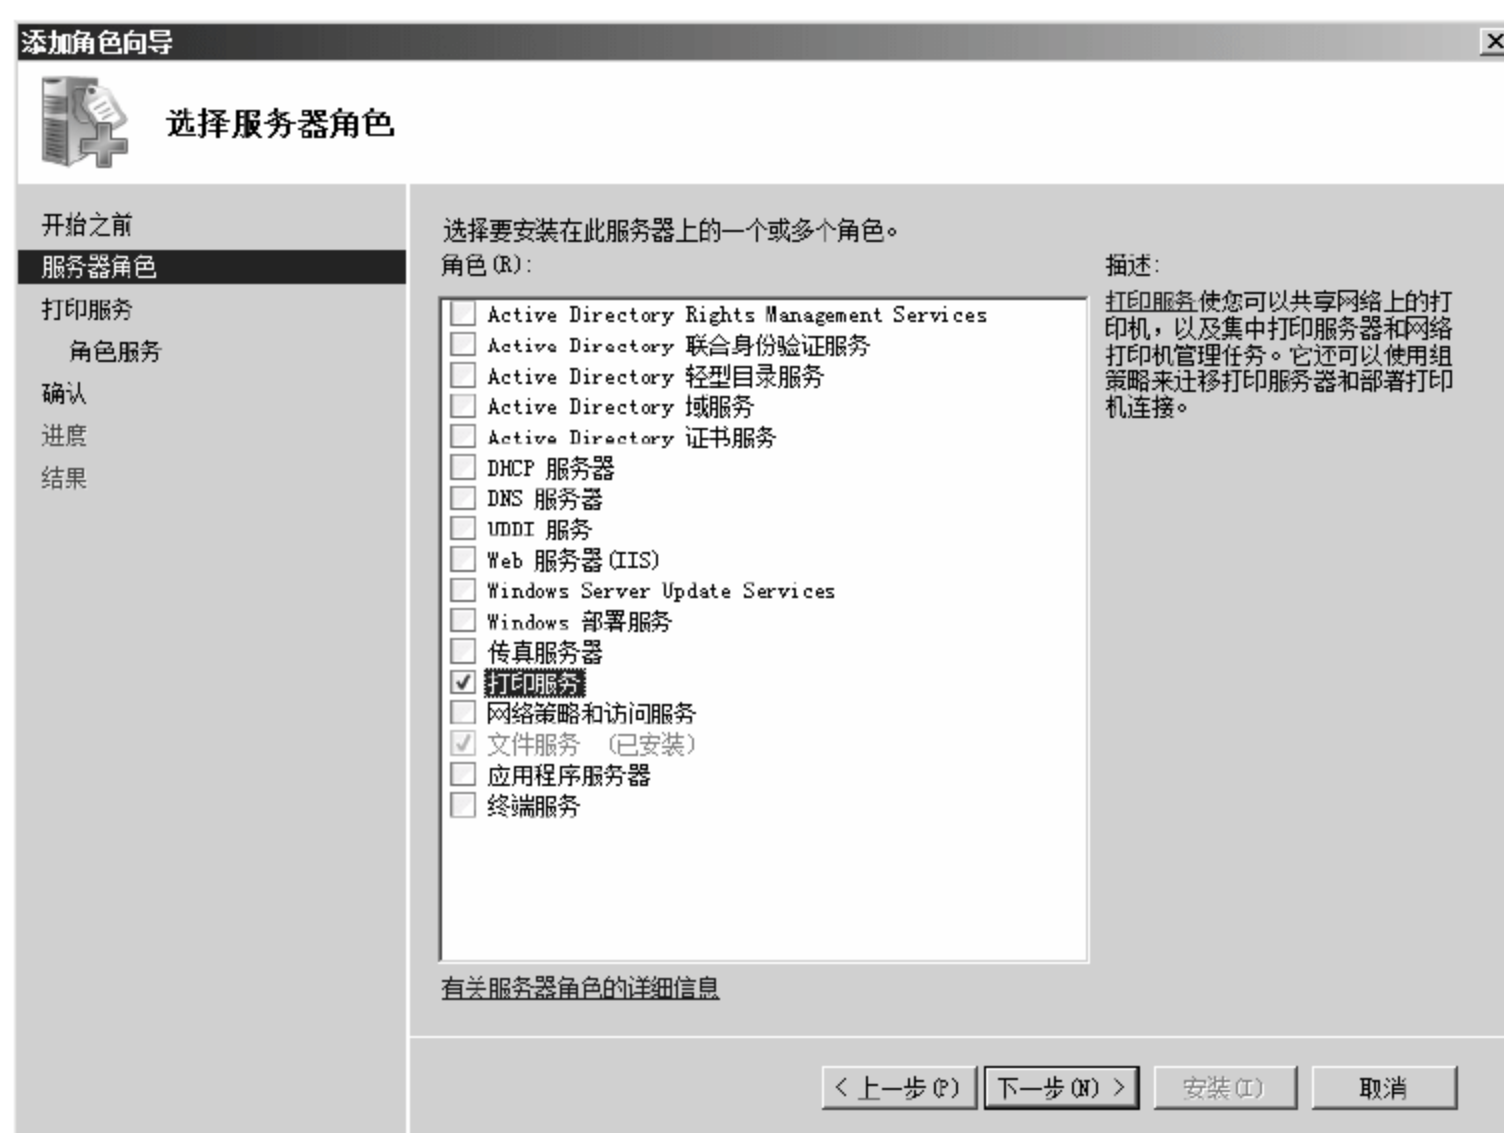 添加角色向导
选择服务器角色
开始之前
服务器角色
打印服务
角色服务
确认
进度
结果
选择要安装在此服务器上的一个或多个角色。
角色(R):
Active Directory Rights Management Services
Active Directory 联合身份验证服务
Active Directory 轻型目录服务
Active Directory 域服务
Active Directory 证书服务
DHCP 服务器
DNS 服务器
UDDI 服务
Web 服务器(IIS)
Windows Server Update Services
Windows 部署服务
传真服务器
打印服务
网络策略和访问服务
文件服务 (已安装)
应用程序服务器
终端服务
有关服务器角色的详细信息
描述:
打印服务使您可以共享网络上的打
印机，以及集中打印服务器和网络
打印机管理任务。它还可以使用组
策略来迁移打印服务器和部署打印
机连接。
< 上一步(P)
下一步(N) >
安装(I)
取消